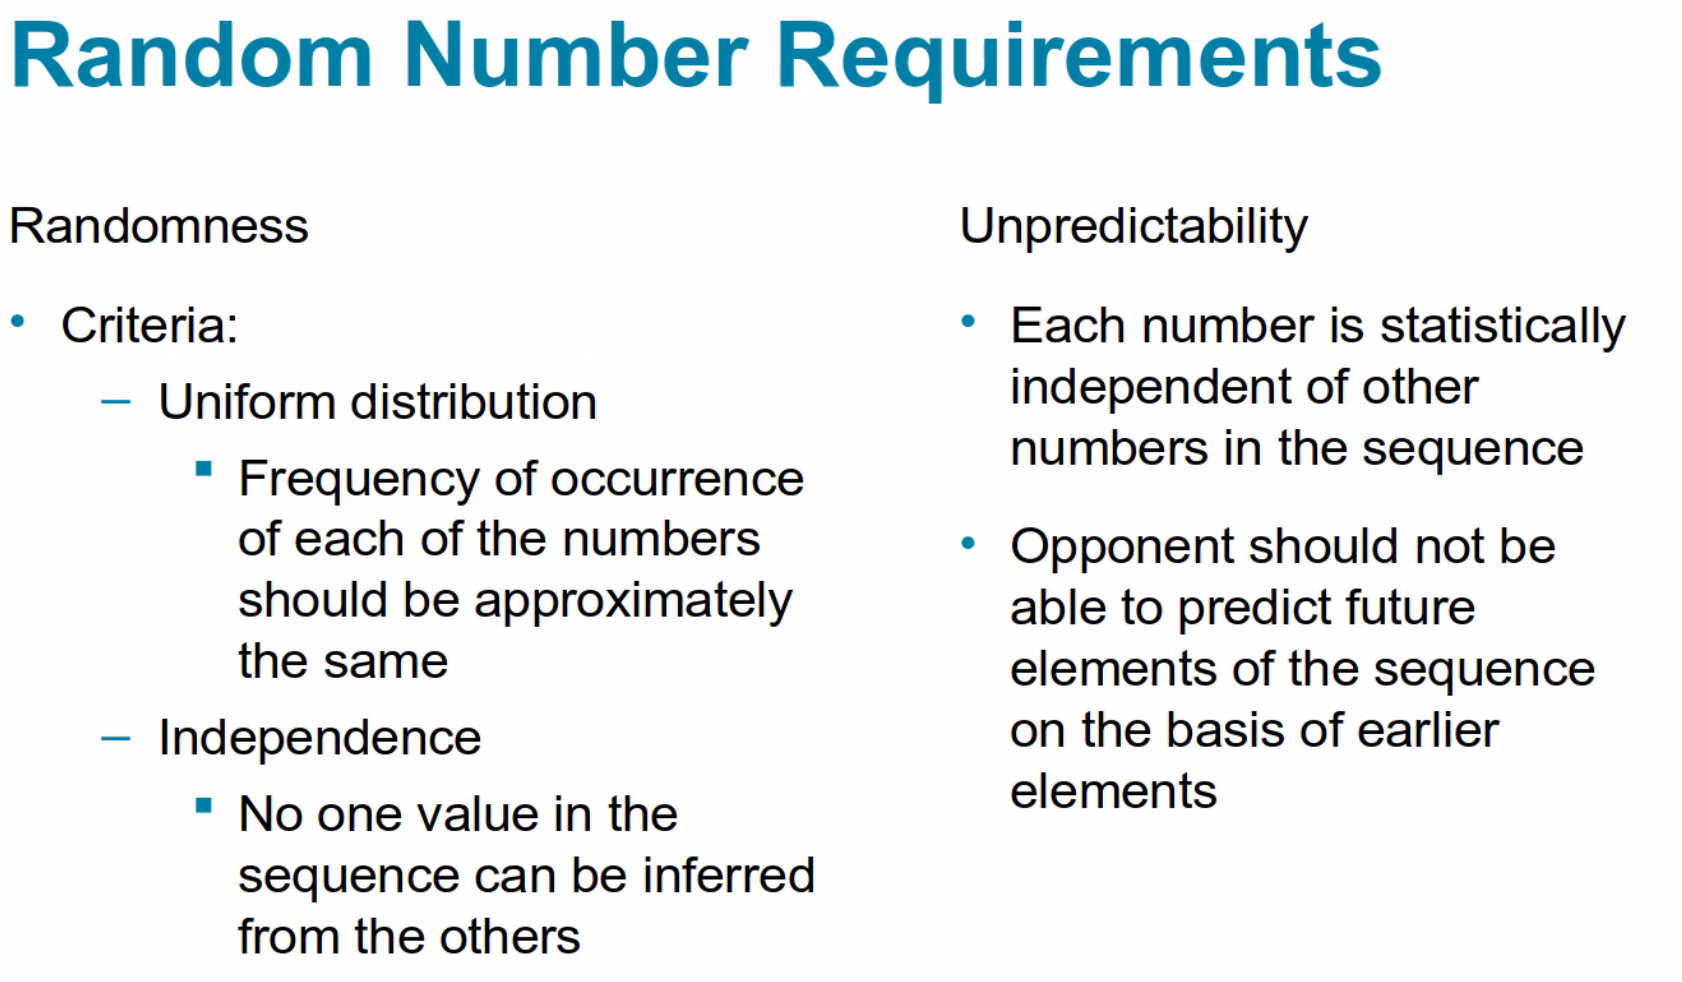 Random Number Requirements
Randomness
• Criteria:
– Uniform distribution
▪ Frequency of occurrence
of each of the numbers
should be approximately
the same
– Independence
▪ No one value in the
sequence can be inferred
from the others
Unpredictability
• Each number is statistically
independent of other
numbers in the sequence
• Opponent should not be
able to predict future
elements of the sequence
on the basis of earlier
elements